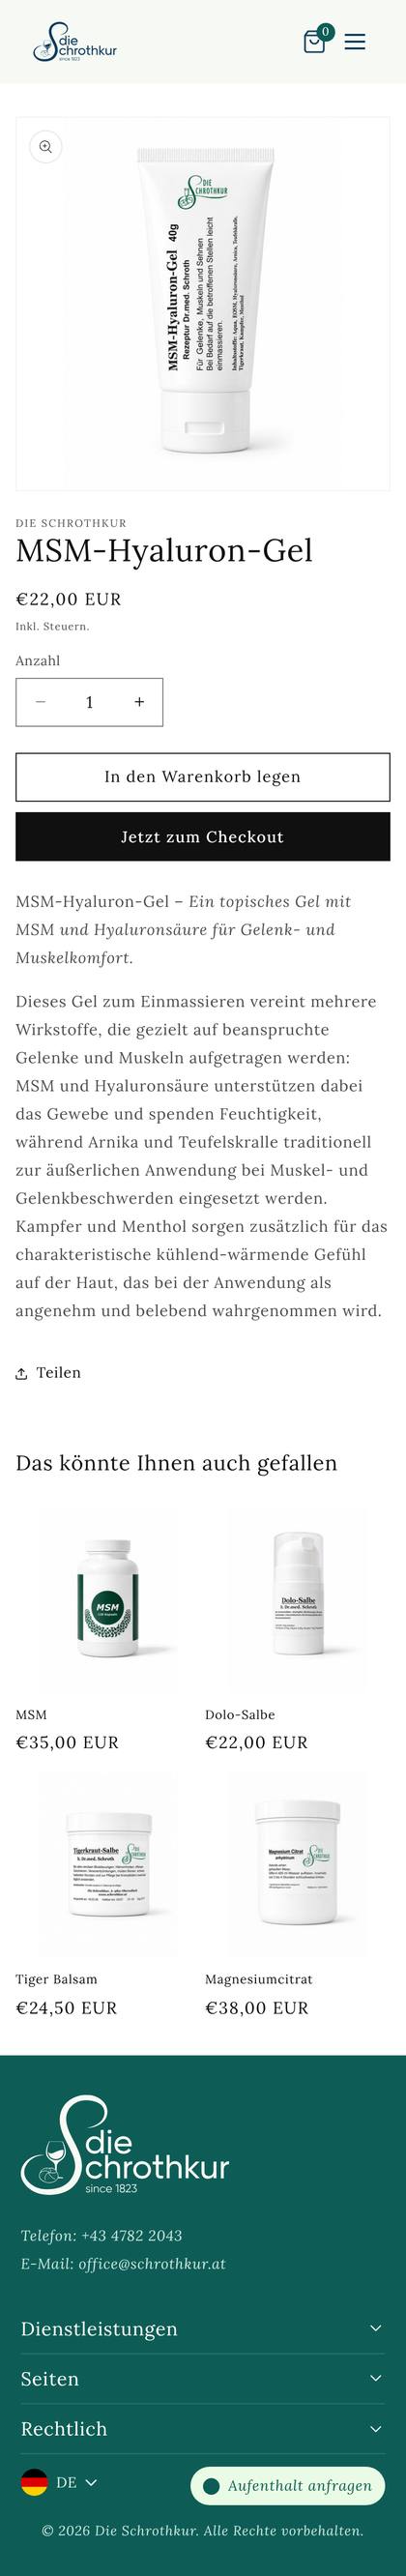 die
Schrothkur
since 1823
0
DIE
SCHROTHKUR
MSM-Hyaluron-Gel 40g
Rezeptur Dr.med. Schroth
Für Gelenke, Muskeln und Sehnen
Bei Bedarf auf die betroffenen Stellen leicht
einmassieren.
DIE SCHROTHKUR
MSM-Hyaluron-Gel
€22,00 EUR
Inkl. Steuern.
Anzahl
− 1 +
In den Warenkorb legen
Jetzt zum Checkout
MSM-Hyaluron-Gel – Ein topisches Gel mit
MSM und Hyaluronsäure für Gelenk- und
Muskelkomfort.
Dieses Gel zum Einmassieren vereint mehrere
Wirkstoffe, die gezielt auf beanspruchte
Gelenke und Muskeln aufgetragen werden:
MSM und Hyaluronsäure unterstützen dabei
das Gewebe und spenden Feuchtigkeit,
während Arnika und Teufelskralle traditionell
zur äußerlichen Anwendung bei Muskel- und
Gelenkbeschwerden eingesetzt werden.
Kampfer und Menthol sorgen zusätzlich für das
charakteristische kühlend-wärmende Gefühl
auf der Haut, das bei der Anwendung als
angenehm und belebend wahrgenommen wird.
Teilen
Das könnte Ihnen auch gefallen
MSM
Dolo-Salbe
MSM
€35,00 EUR
Dolo-Salbe
€22,00 EUR
Tigerkraut-Salbe
Magnesium Citrat
Tiger Balsam
€24,50 EUR
Magnesiumcitrat
€38,00 EUR
die
Schrothkur
since 1823
Telefon: +43 4782 2043
E-Mail: office@schrothkur.at
Dienstleistungen
Seiten
Rechtlich
DE
Aufenthalt anfragen
© 2026 Die Schrothkur. Alle Rechte vorbehalten.